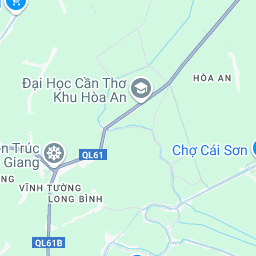 HÒA AN
Đại Học Cần Thơ
Khu Hòa An
Chợ Cái Sơn
n Trúc
Giang
QL61
NG
VĨNH TƯỜNG
LONG BÌNH
QL61B